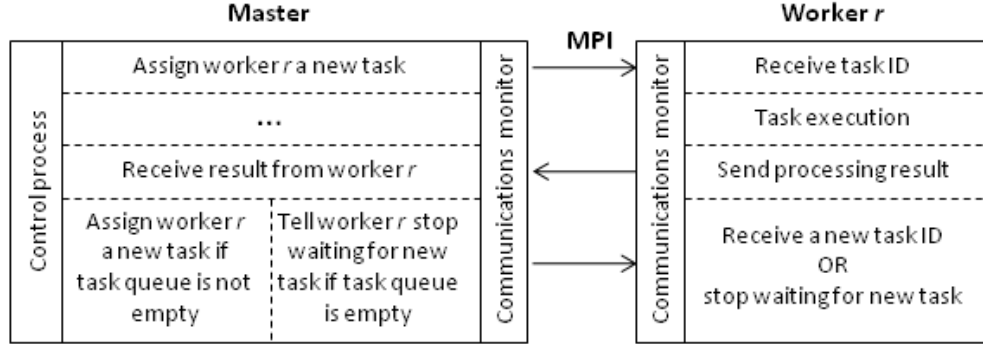 Master
Worker r
MPI
Control process
Assign worker r a new task
...
Receive result from worker r
Assign worker r
a new task if
task queue is not
empty
Tell worker r stop
waiting for new
task if task queue
is empty
Communications monitor
Communications monitor
Receive task ID
Task execution
Send processing result
Receive a new task ID
OR
stop waiting for new task